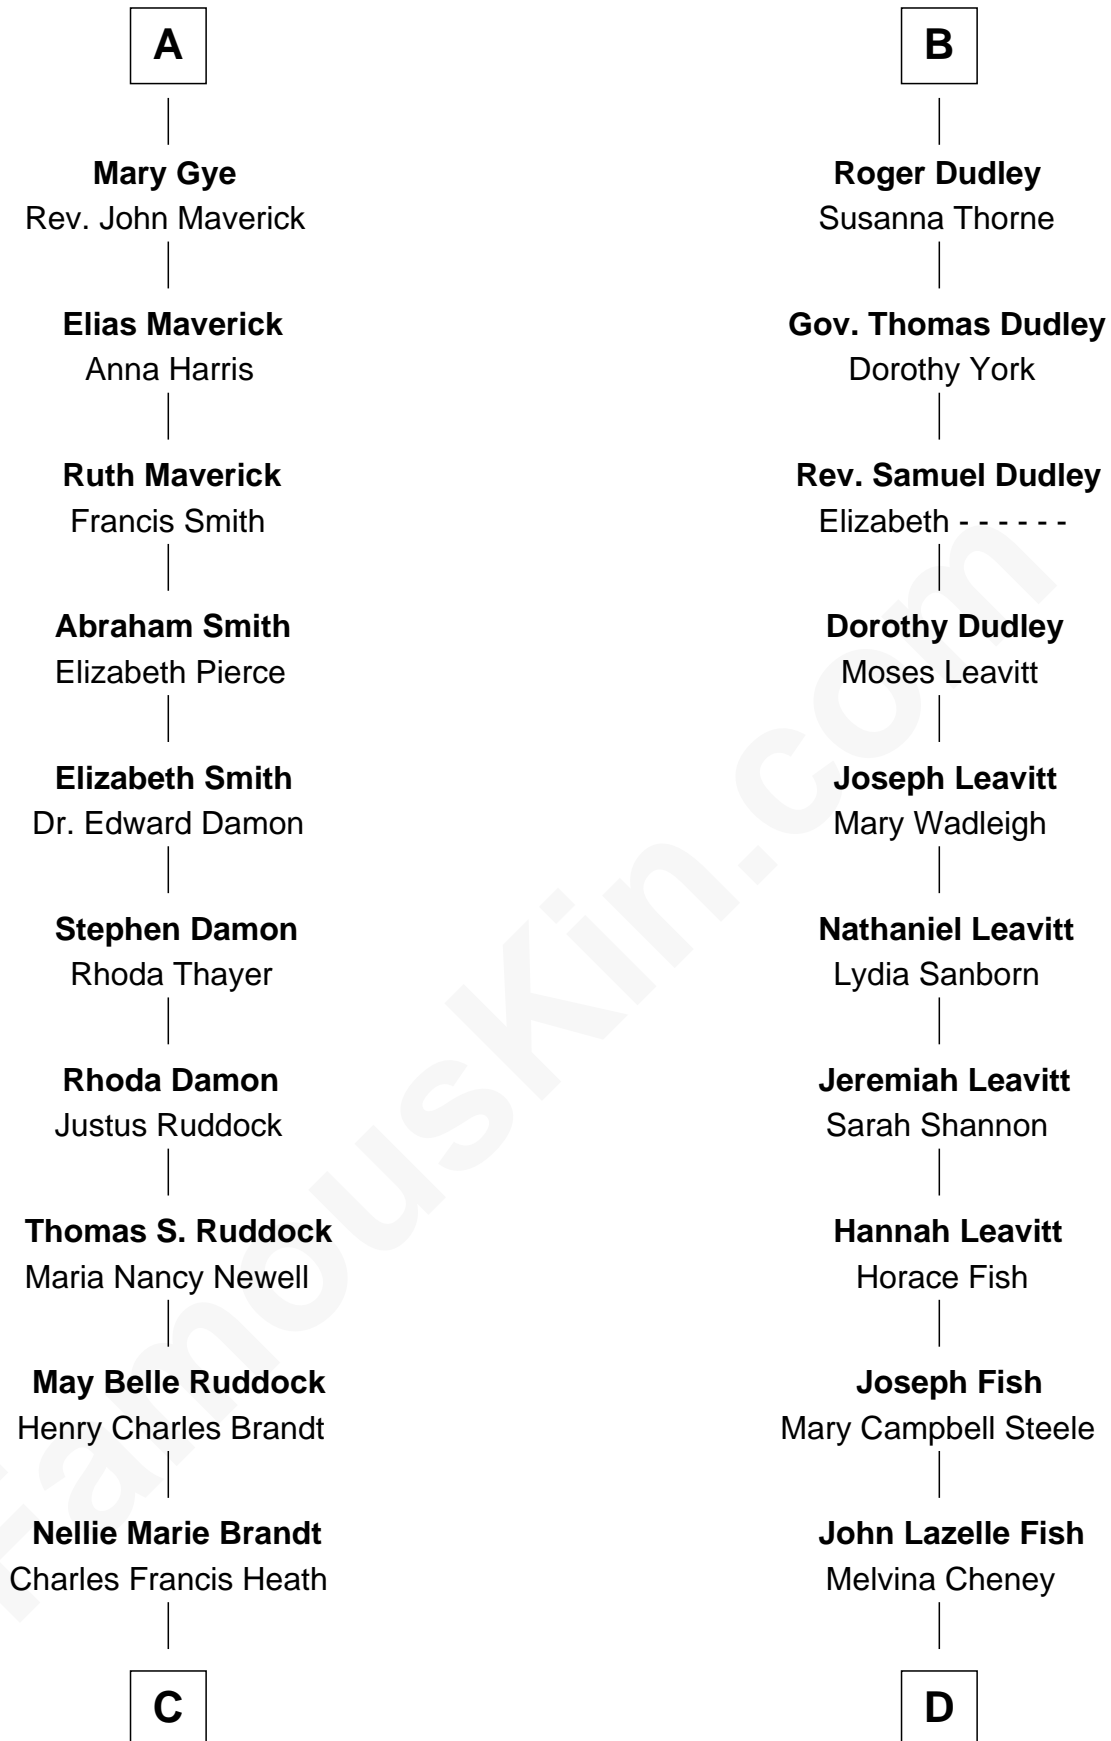 A
Mary Gye
Rev. John Maverick
Elias Maverick
Anna Harris
Ruth Maverick
Francis Smith
Abraham Smith
Elizabeth Pierce
Elizabeth Smith
Dr. Edward Damon
Stephen Damon
Rhoda Thayer
Rhoda Damon
Justus Ruddock
Thomas S. Ruddock
Maria Nancy Newell
May Belle Ruddock
Henry Charles Brandt
Nellie Marie Brandt
Charles Francis Heath
C
B
Roger Dudley
Susanna Thorne
Gov. Thomas Dudley
Dorothy York
Rev. Samuel Dudley
Elizabeth - - - - - -
Dorothy Dudley
Moses Leavitt
Joseph Leavitt
Mary Wadleigh
Nathaniel Leavitt
Lydia Sanborn
Jeremiah Leavitt
Sarah Shannon
Hannah Leavitt
Horace Fish
Joseph Fish
Mary Campbell Steele
John Lazelle Fish
Melvina Cheney
D
FamousKin.com